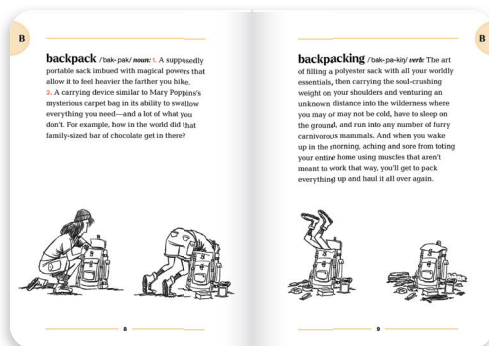 B
backpack /bak-pak/ noun: 1. A supposedly
portable sack imbued with magical powers that
allow it to feel heavier the farther you hike.
2. A carrying device similar to Mary Poppins's
mysterious carpet bag in its ability to swallow
everything you need—and a lot of what you
don't. For example, how in the world did that
family-sized bar of chocolate get in there?
8
B
backpacking /bak-pa-kiŋ/ verb: The art
of filling a polyester sack with all your worldly
essentials, then carrying the soul-crushing
weight on your shoulders and venturing an
unknown distance into the wilderness where
you may or may not be cold, have to sleep on
the ground, and run into any number of furry
carnivorous mammals. And when you wake
up in the morning, aching and sore from toting
your entire home using muscles that aren't
meant to work that way, you'll get to pack
everything up and haul it all over again.
9